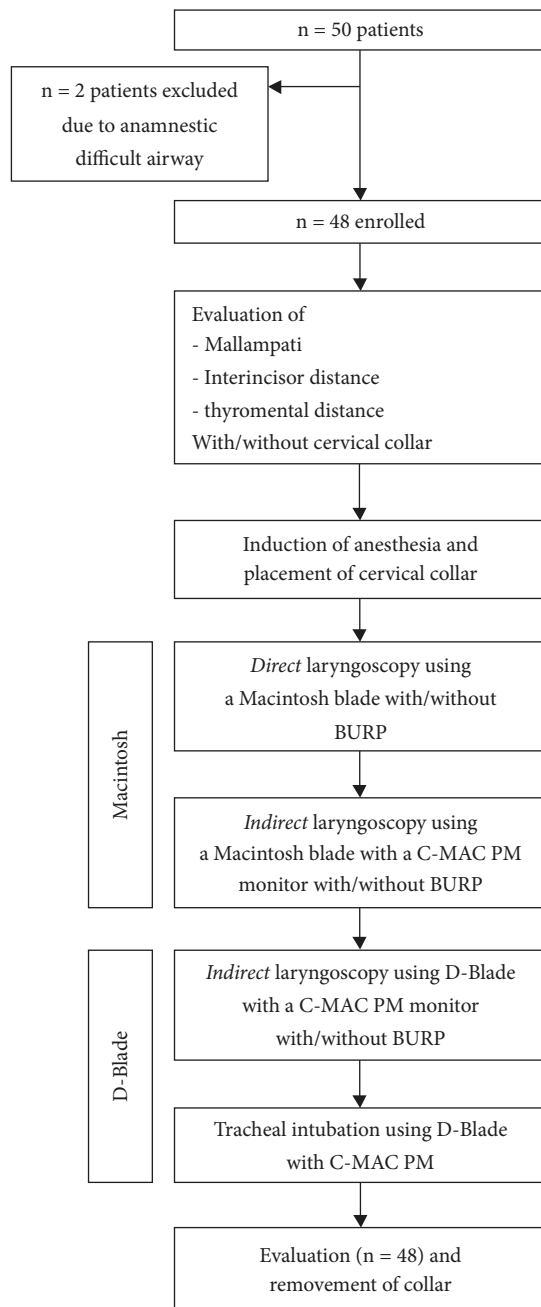 n = 50 patients
n = 2 patients excluded
due to anamnestic
difficult airway
n = 48 enrolled
Evaluation of
- Mallampati
- Interincisor distance
- thyromental distance
With/without cervical collar
Induction of anesthesia and
placement of cervical collar
Macintosh
Direct laryngoscopy using
a Macintosh blade with/without
BURP
Indirect laryngoscopy using
a Macintosh blade with a C-MAC PM
monitor with/without BURP
D-Blade
Indirect laryngoscopy using D-Blade
with a C-MAC PM monitor
with/without BURP
Tracheal intubation using D-Blade
with C-MAC PM
Evaluation (n = 48) and
removement of collar